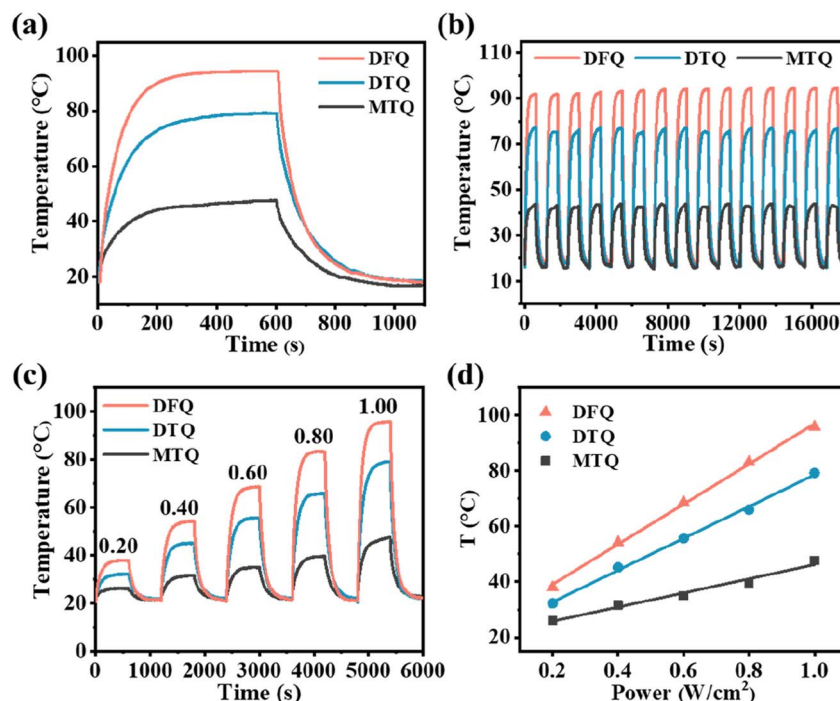 (a)
100
80
60
40
20
0
200
400
600
800
1000
Temperature (°C)
Time (s)
DFQ
DTQ
MTQ
(b)
110
90
70
50
30
10
0
4000
8000
12000
16000
Temperature (°C)
Time (s)
DFQ
DTQ
MTQ
(c)
100
80
60
40
20
0
0
1000
2000
3000
4000
5000
6000
Temperature (°C)
Time (s)
DFQ
DTQ
MTQ
0.20
0.40
0.60
0.80
1.00
(d)
100
80
60
40
20
0.2
0.4
0.6
0.8
1.0
T (°C)
Power (W/cm²)
DFQ
DTQ
MTQ